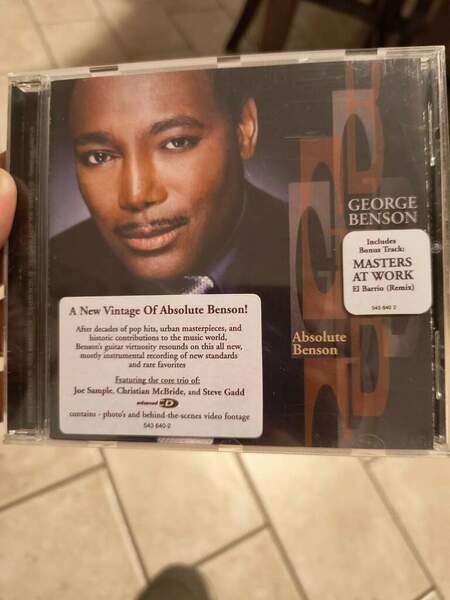 GEORGE
BENSON
Includes
Bonus Track:
MASTERS
AT WORK
El Barrio (Remix)
543 640 2
Absolute
Benson
A New Vintage Of Absolute Benson!
After decades of pop hits, urban masterpieces, and
historic contributions to the music world,
Benson's guitar virtuosity resounds on this all new,
mostly instrumental recording of new standards
and rare favorites
Featuring the core trio of:
Joe Sample, Christian McBride, and Steve Gadd
enhanced CD
contains - photo's and behind-the-scenes video footage
543 640-2